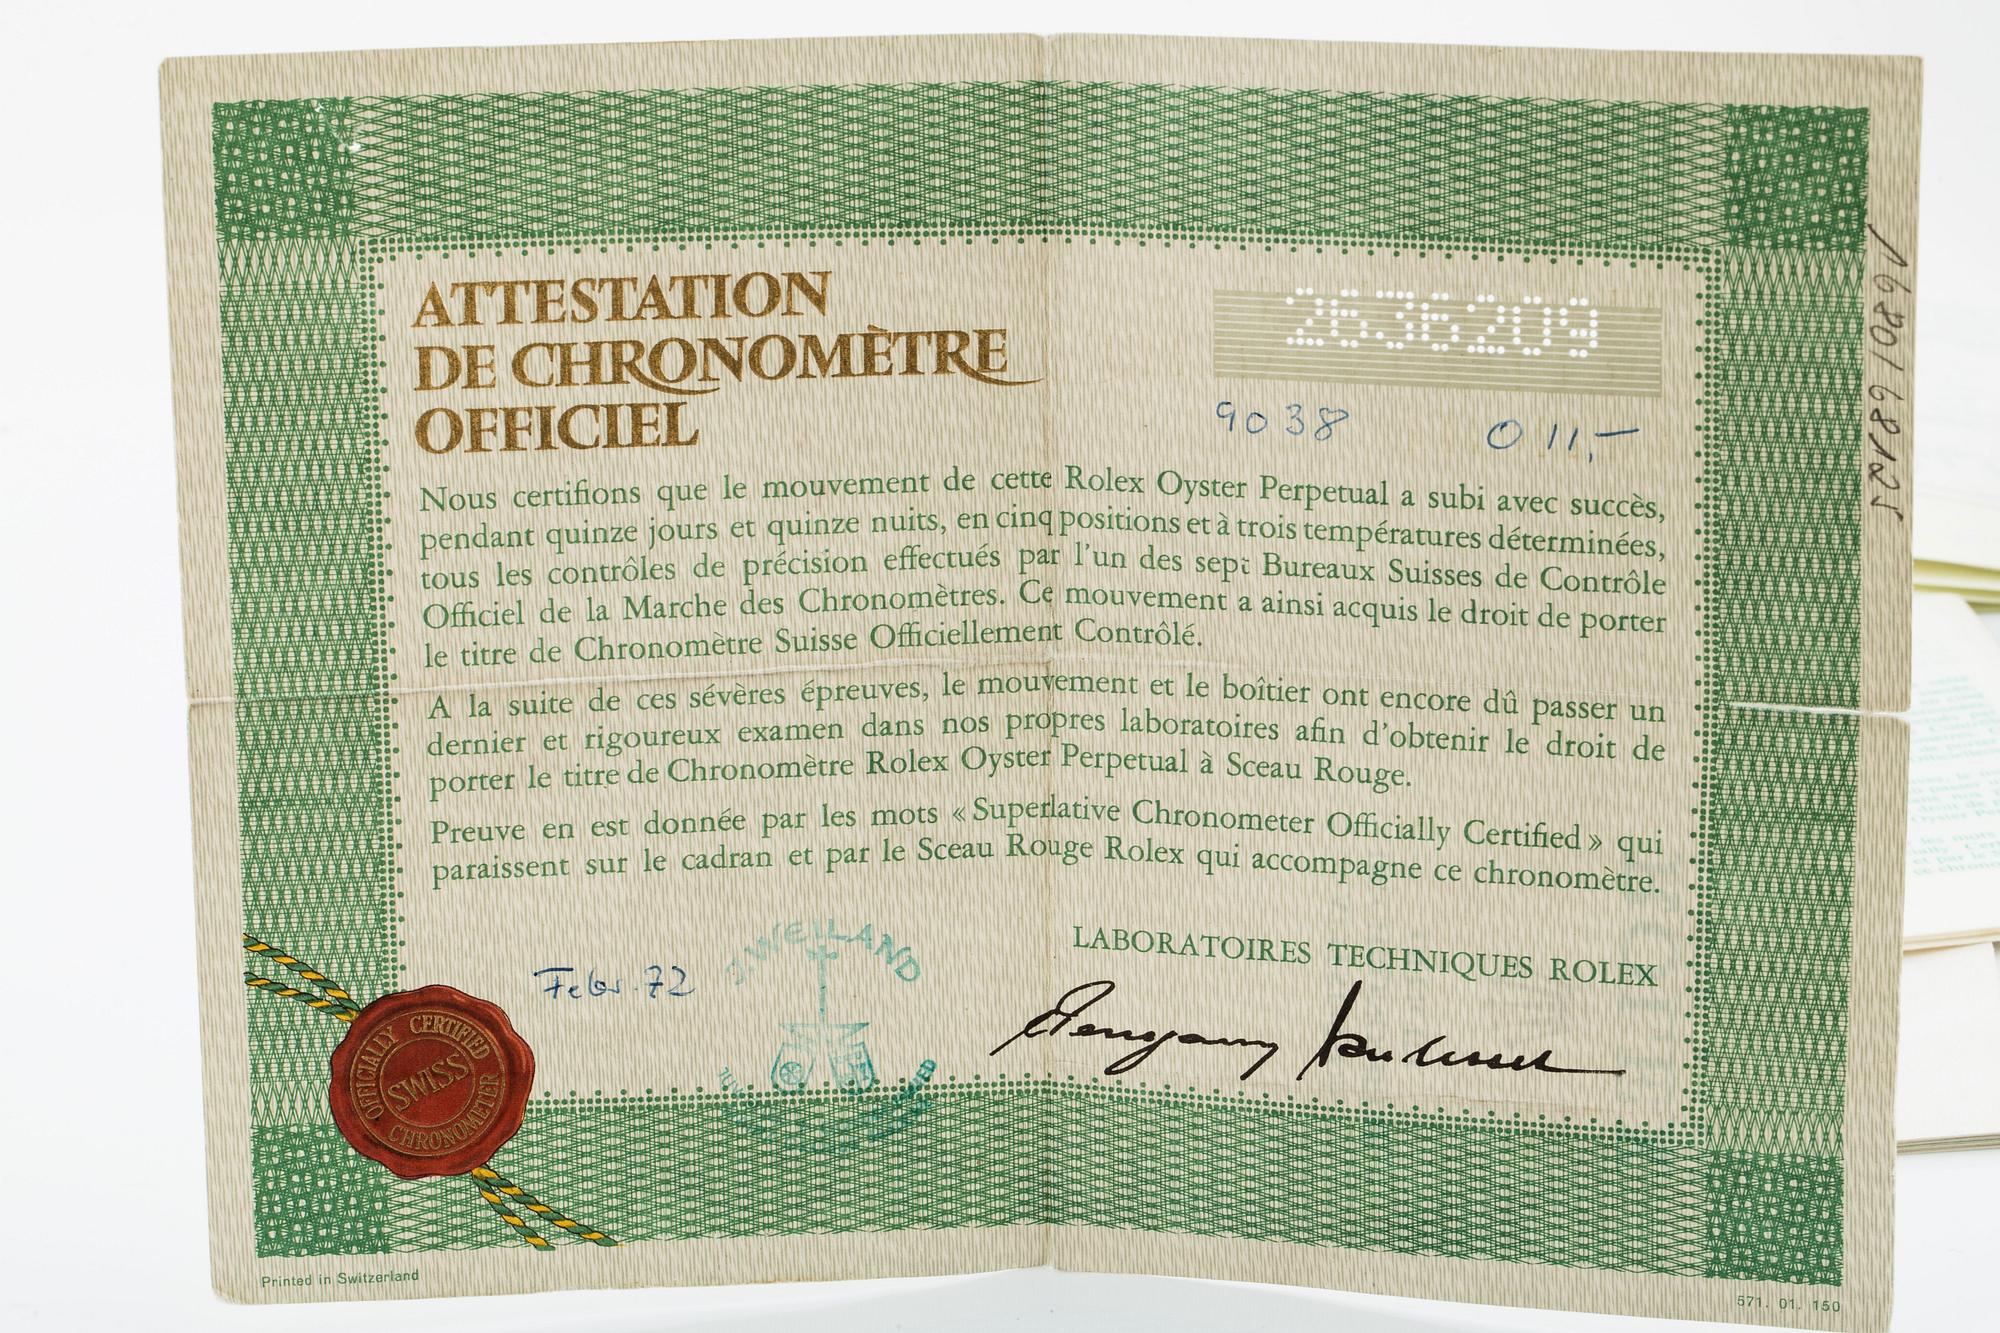 ATTESTATION
DE CHRONOMÈTRE
OFFICIEL
2636209
9038 011,-
Nous certifions que le mouvement de cette Rolex Oyster Perpetual a subi avec succès,
pendant quinze jours et quinze nuits, en cinq positions et à trois températures déterminées,
tous les contrôles de précision effectués par l'un des sept Bureaux Suisses de Contrôle
Officiel de la Marche des Chronomètres. Ce mouvement a ainsi acquis le droit de porter
le titre de Chronomètre Suisse Officiellement Contrôlé.
A la suite de ces sévères épreuves, le mouvement et le boîtier ont encore dû passer un
dernier et rigoureux examen dans nos propres laboratoires afin d'obtenir le droit de
porter le titre de Chronomètre Rolex Oyster Perpetual à Sceau Rouge.
Preuve en est donnée par les mots « Superlative Chronometer Officially Certified » qui
paraissent sur le cadran et par le Sceau Rouge Rolex qui accompagne ce chronomètre.
LABORATOIRES TECHNIQUES ROLEX
Febr. 72
J. WEILAND
OFFICIALLY CERTIFIED
SWISS
CHRONOMETER
Printed in Switzerland
571. 01. 150